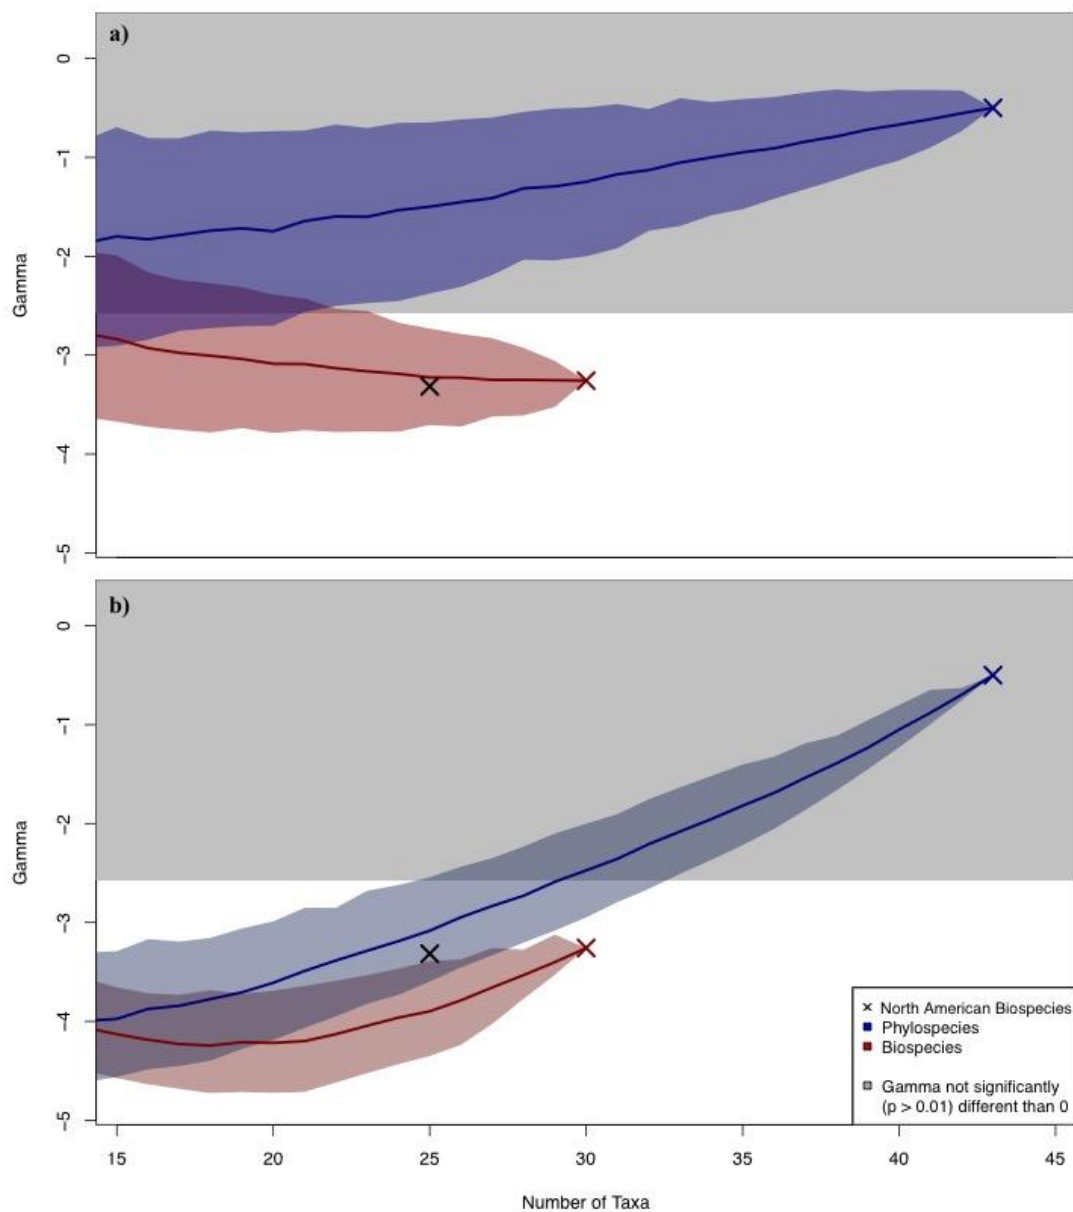 a)
0
-1
-2
-3
-4
-5
Gamma
b)
0
-1
-2
-3
-4
-5
Gamma
× North American Biospecies
Phylospecies
Biospecies
Gamma not significantly
(p > 0.01) different than 0
15 20 25 30 35 40 45
Number of Taxa